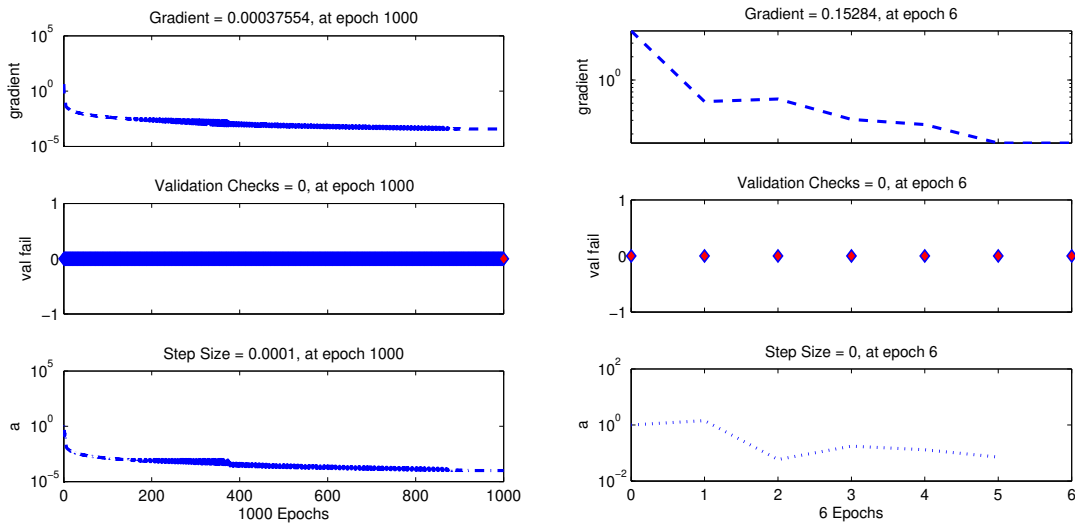 Gradient = 0.00037554, at epoch 1000
10^5
10^0
10^-5
gradient
Validation Checks = 0, at epoch 1000
1
0
−1
val fail
Step Size = 0.0001, at epoch 1000
10^5
10^0
10^-5
a
0 200 400 600 800 1000
1000 Epochs
Gradient = 0.15284, at epoch 6
10^0
gradient
Validation Checks = 0, at epoch 6
1
0
−1
val fail
Step Size = 0, at epoch 6
10^2
10^0
10^-2
a
0 1 2 3 4 5 6
6 Epochs